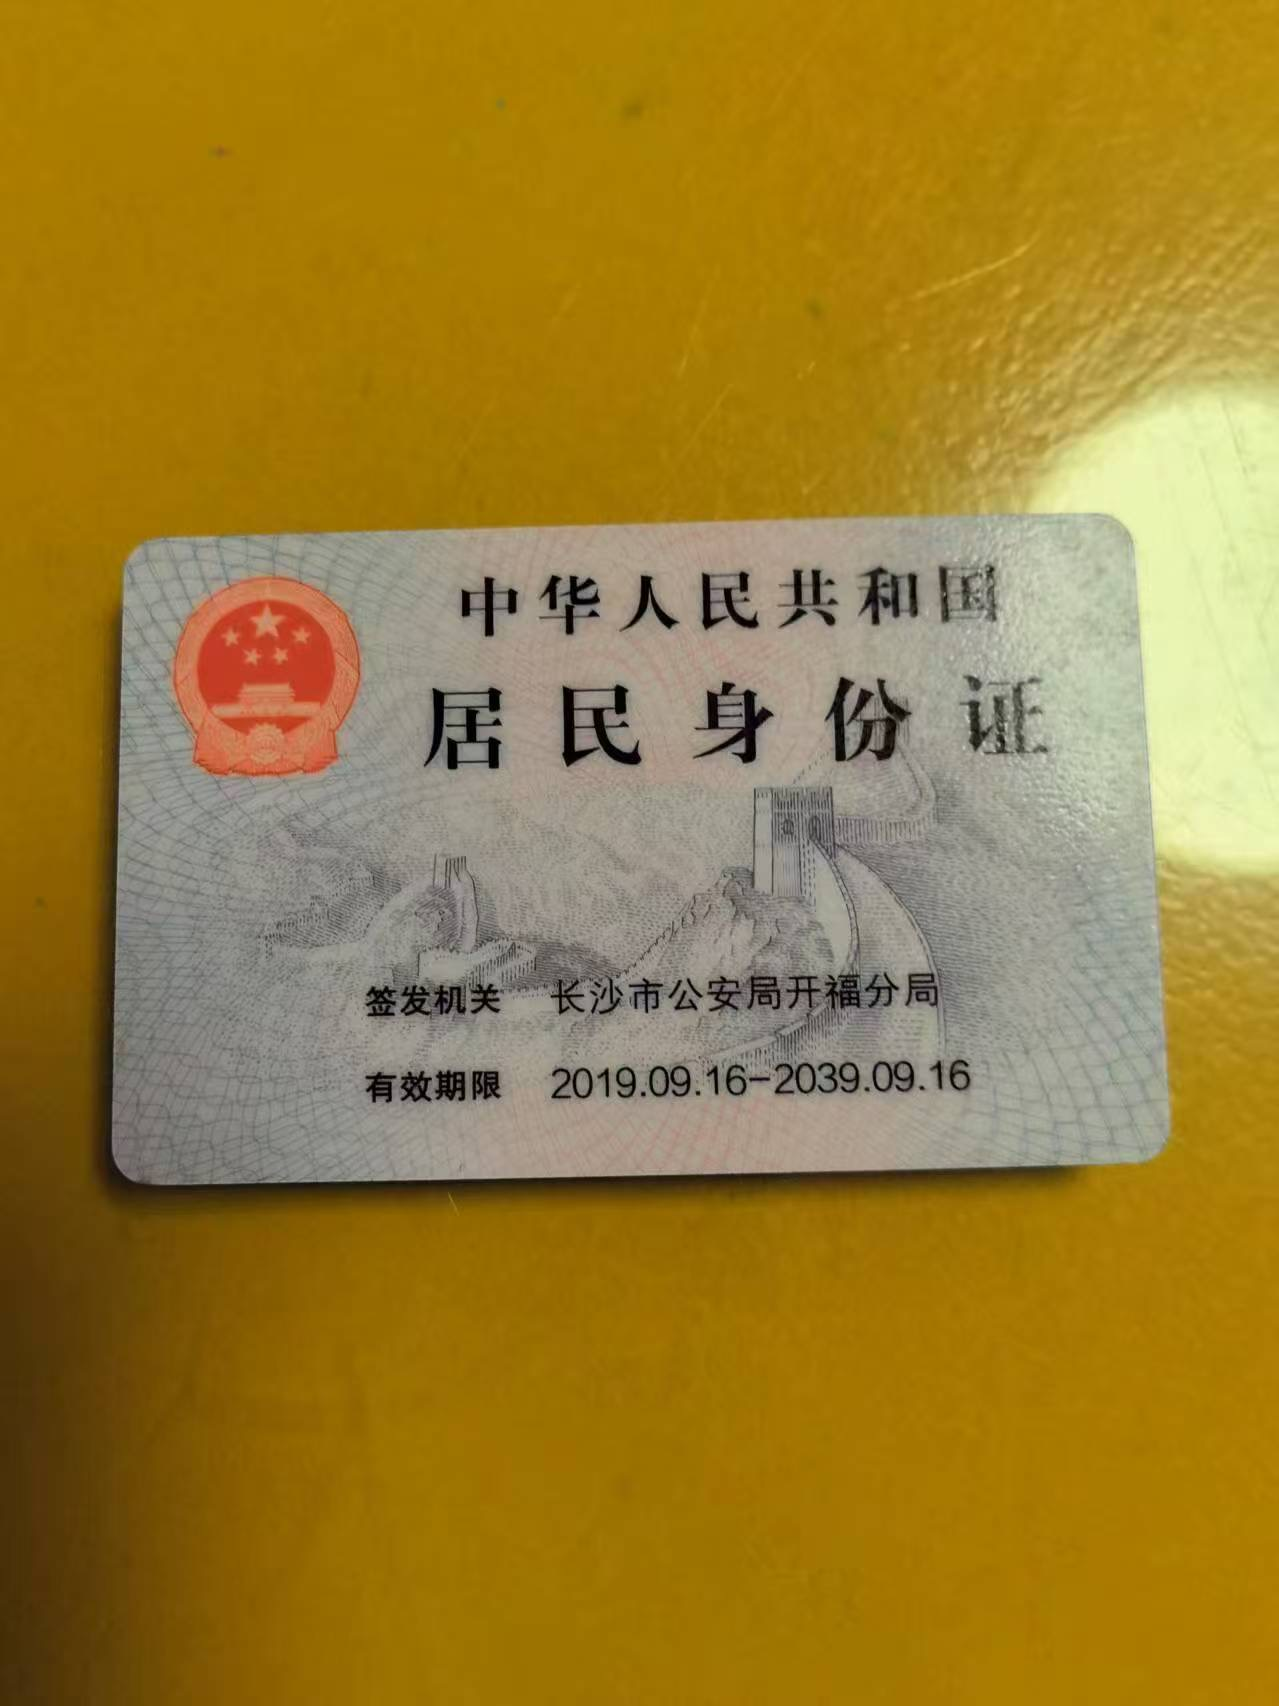 中华人民共和国
居民身份证
签发机关 长沙市公安局开福分局
有效期限 2019.09.16-2039.09.16